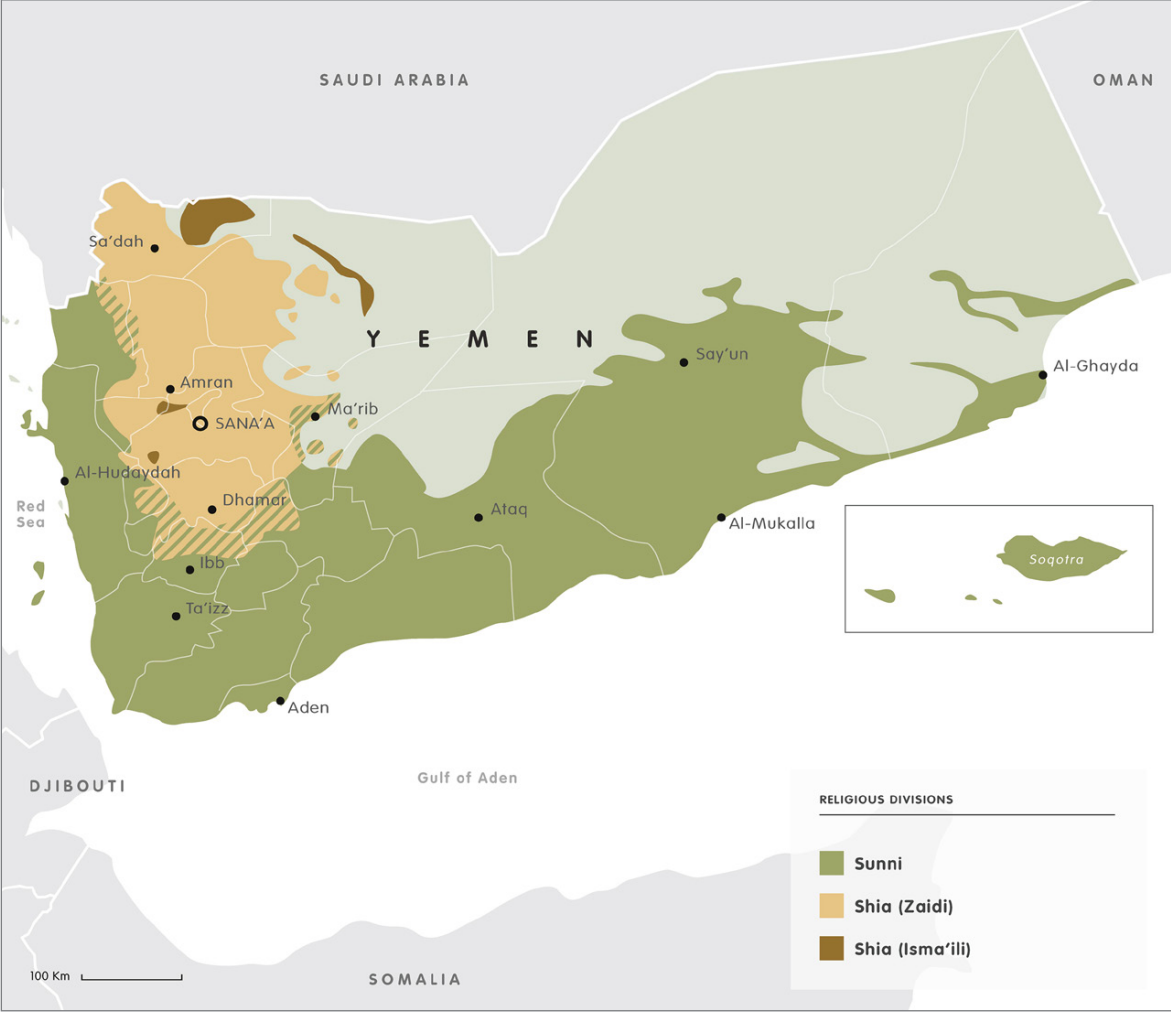 SAUDI ARABIA
OMAN
Sa’dah
YEMEN
Say’un
Al-Ghayda
Amran
Ma’rib
SANA’A
Al-Hudaydah
Red
Sea
Dhamar
Ataq
Al-Mukalla
Ibb
Soqotra
Ta’izz
Aden
Gulf of Aden
DJIBOUTI
RELIGIOUS DIVISIONS
Sunni
Shia (Zaidi)
Shia (Isma’ili)
100 Km
SOMALIA